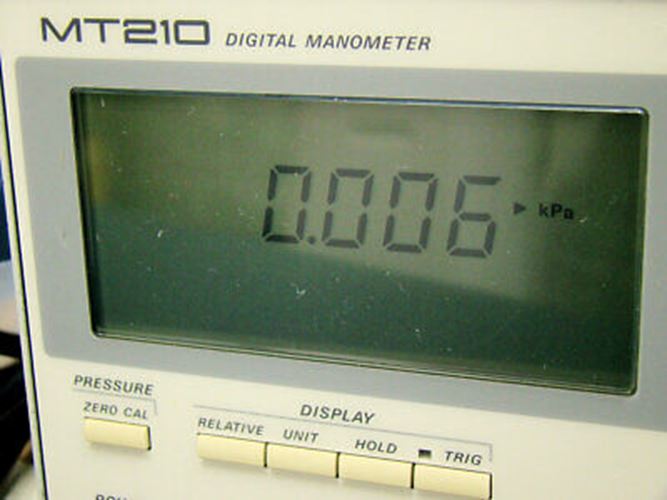 MT210 DIGITAL MANOMETER
0.006 ► kPa
PRESSURE
ZERO CAL
DISPLAY
RELATIVE UNIT HOLD TRIG